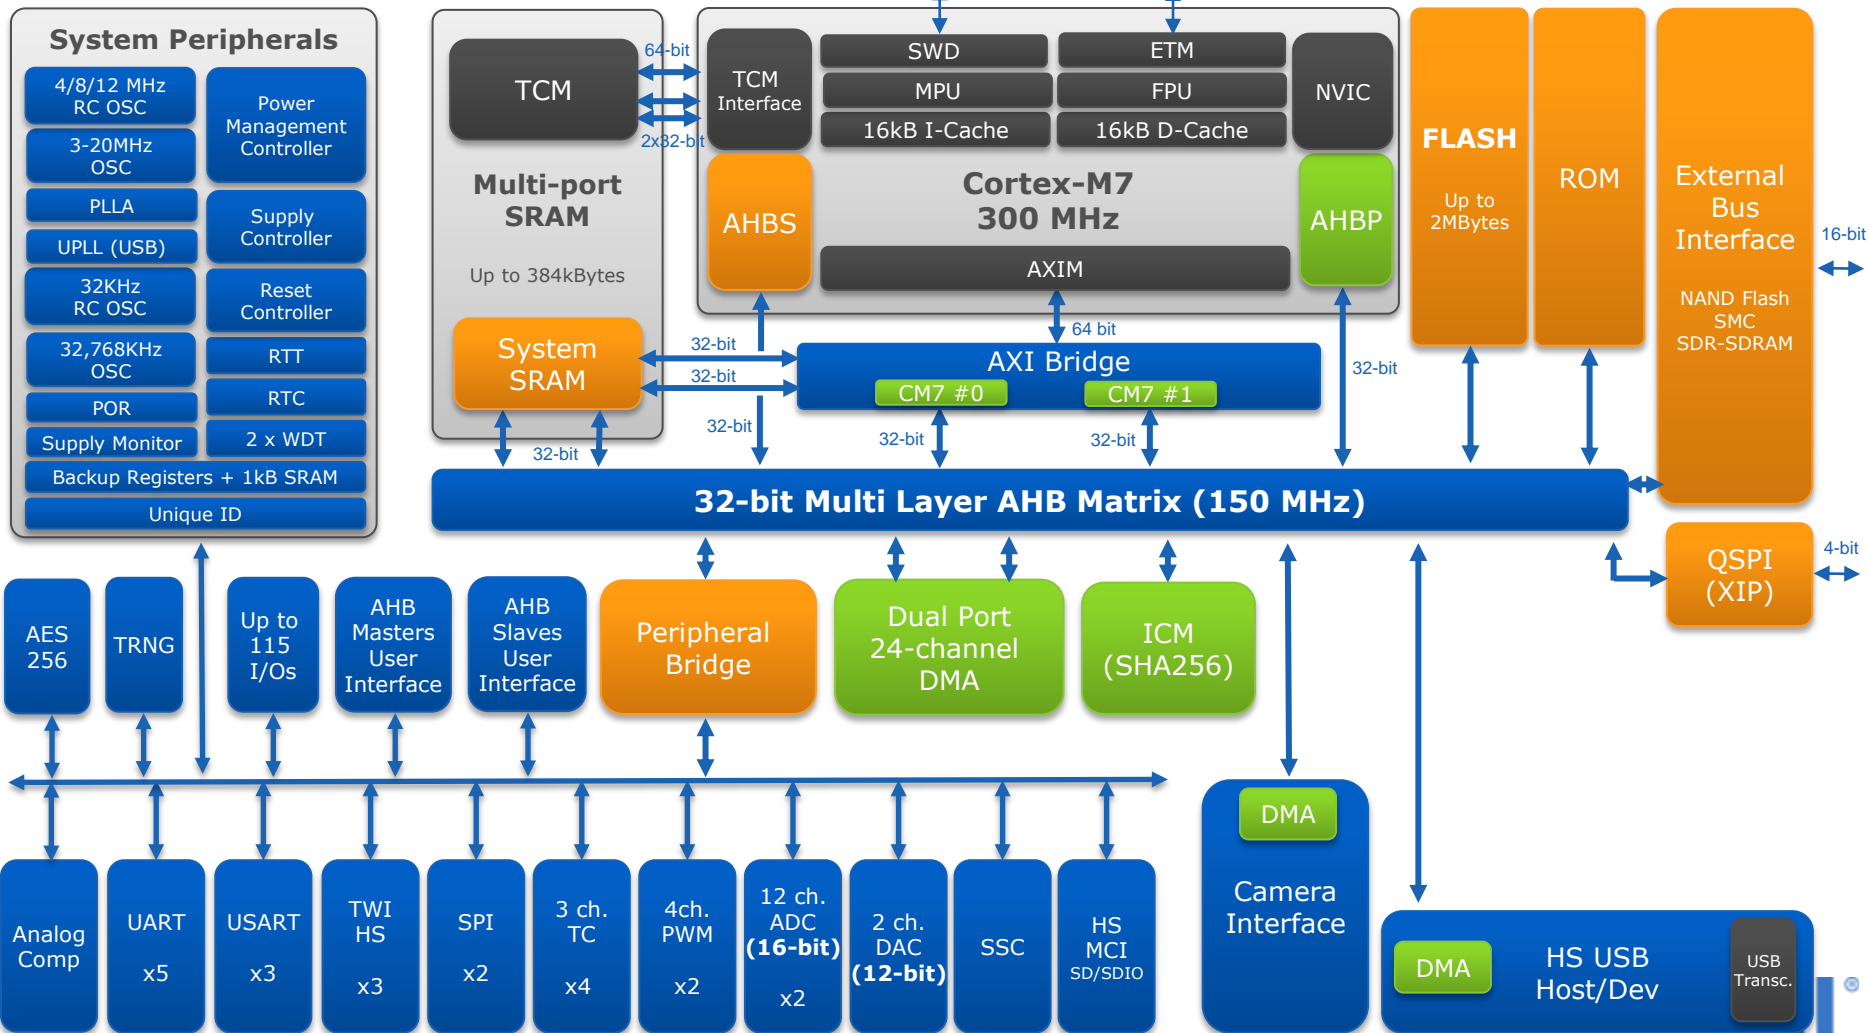 System Peripherals
4/8/12 MHz
RC OSC
3-20MHz
OSC
PLLA
UPLL (USB)
32KHz
RC OSC
32,768KHz
OSC
POR
Supply Monitor
Power
Management
Controller
Supply
Controller
Reset
Controller
RTT
RTC
2 x WDT
Backup Registers + 1kB SRAM
Unique ID
TCM
Multi-port
SRAM
Up to 384kBytes
System
SRAM
64-bit
2x32-bit
TCM
Interface
SWD
ETM
MPU
FPU
16kB I-Cache
16kB D-Cache
NVIC
AHBS
Cortex-M7
300 MHz
AHBP
AXIM
64 bit
32-bit
32-bit
AXI Bridge
CM7 #0
CM7 #1
32-bit
32-bit
32-bit
32-bit
32-bit
FLASH
Up to
2MBytes
ROM
External
Bus
Interface
NAND Flash
SMC
SDR-SDRAM
16-bit
32-bit Multi Layer AHB Matrix (150 MHz)
QSPI
(XIP)
4-bit
AES
256
TRNG
Up to
115
I/Os
AHB
Masters
User
Interface
AHB
Slaves
User
Interface
Peripheral
Bridge
Dual Port
24-channel
DMA
ICM
(SHA256)
Analog
Comp
UART
x5
USART
x3
TWI
HS
x3
SPI
x2
3 ch.
TC
x4
4ch.
PWM
x2
12 ch.
ADC
(16-bit)
x2
2 ch.
DAC
(12-bit)
SSC
HS
MCI
SD/SDIO
DMA
Camera
Interface
DMA
HS USB
Host/Dev
USB
Transc.
®